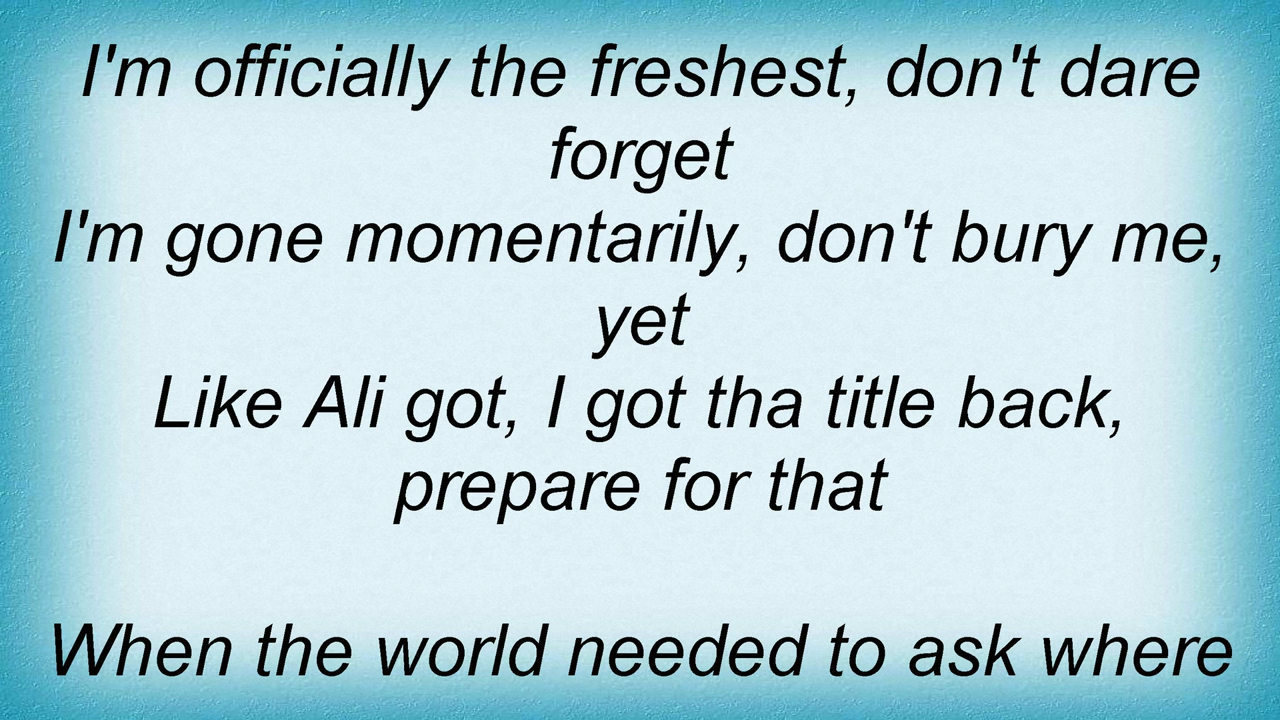 I'm officially the freshest, don't dare
forget
I'm gone momentarily, don't bury me,
yet
Like Ali got, I got tha title back,
prepare for that
When the world needed to ask where